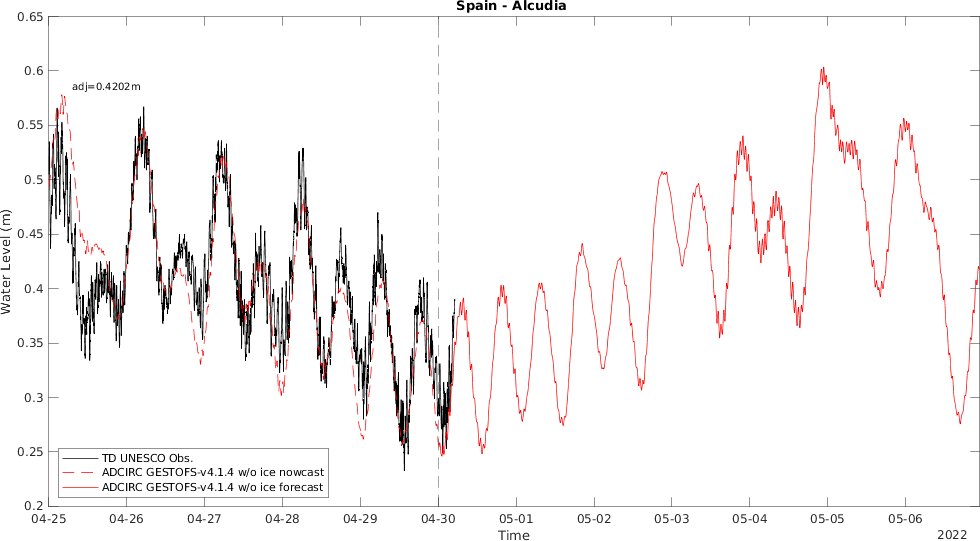 Spain - Alcudia
0.65
0.6
0.55
0.5
0.45
0.4
0.35
0.3
0.25
0.2
Water Level (m)
adj=0.4202m
TD UNESCO Obs.
ADCIRC GESTOFS-v4.1.4 w/o ice nowcast
ADCIRC GESTOFS-v4.1.4 w/o ice forecast
04-25 04-26 04-27 04-28 04-29 04-30 05-01 05-02 05-03 05-04 05-05 05-06
Time
2022